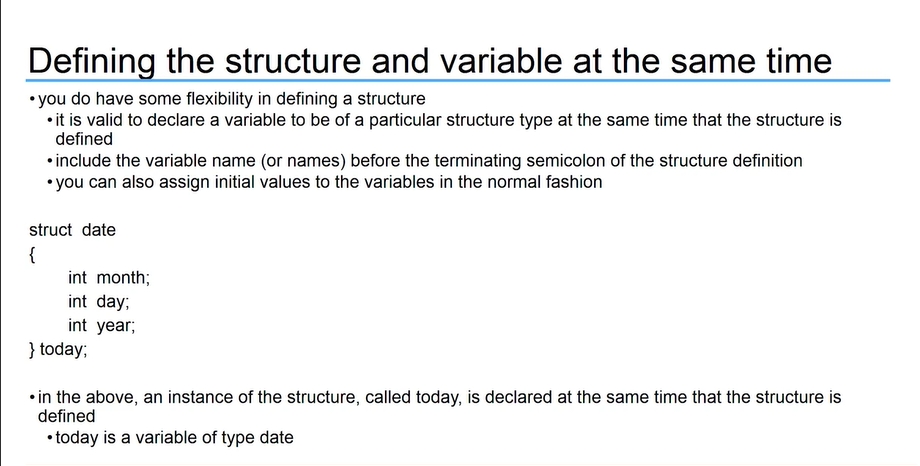 Defining the structure and variable at the same time
•you do have some flexibility in defining a structure
•it is valid to declare a variable to be of a particular structure type at the same time that the structure is
defined
•include the variable name (or names) before the terminating semicolon of the structure definition
•you can also assign initial values to the variables in the normal fashion
struct date
{
int month;
int day;
int year;
} today;
•in the above, an instance of the structure, called today, is declared at the same time that the structure is
defined
•today is a variable of type date